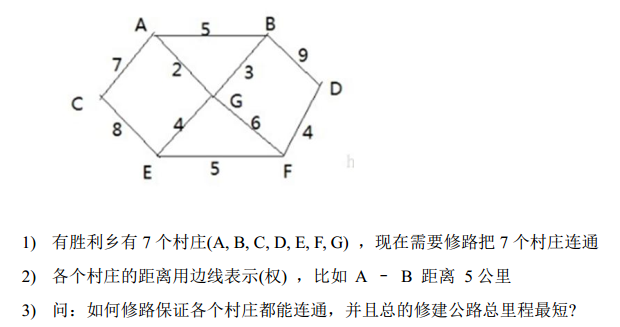 A 5 B
7 2 3 9
C G D
8 4 6 4
E 5 F
h
1) 有胜利乡有 7 个村庄(A, B, C, D, E, F, G) ，现在需要修路把 7 个村庄连通
2) 各个村庄的距离用边线表示(权) ，比如 A – B 距离 5 公里
3) 问：如何修路保证各个村庄都能连通，并且总的修建公路总里程最短?